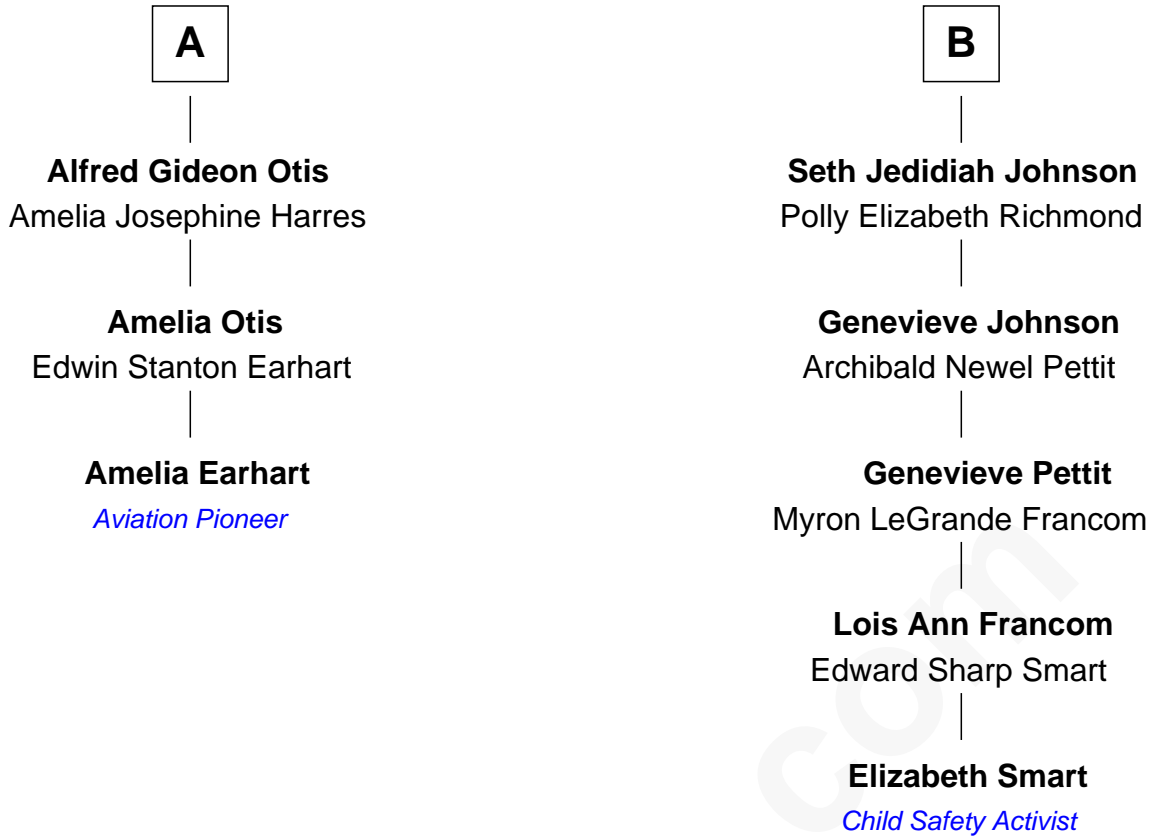 A
Alfred Gideon Otis
Amelia Josephine Harres
Amelia Otis
Edwin Stanton Earhart
Amelia Earhart
Aviation Pioneer
B
Seth Jedidiah Johnson
Polly Elizabeth Richmond
Genevieve Johnson
Archibald Newel Pettit
Genevieve Pettit
Myron LeGrande Francom
Lois Ann Francom
Edward Sharp Smart
Elizabeth Smart
Child Safety Activist
com